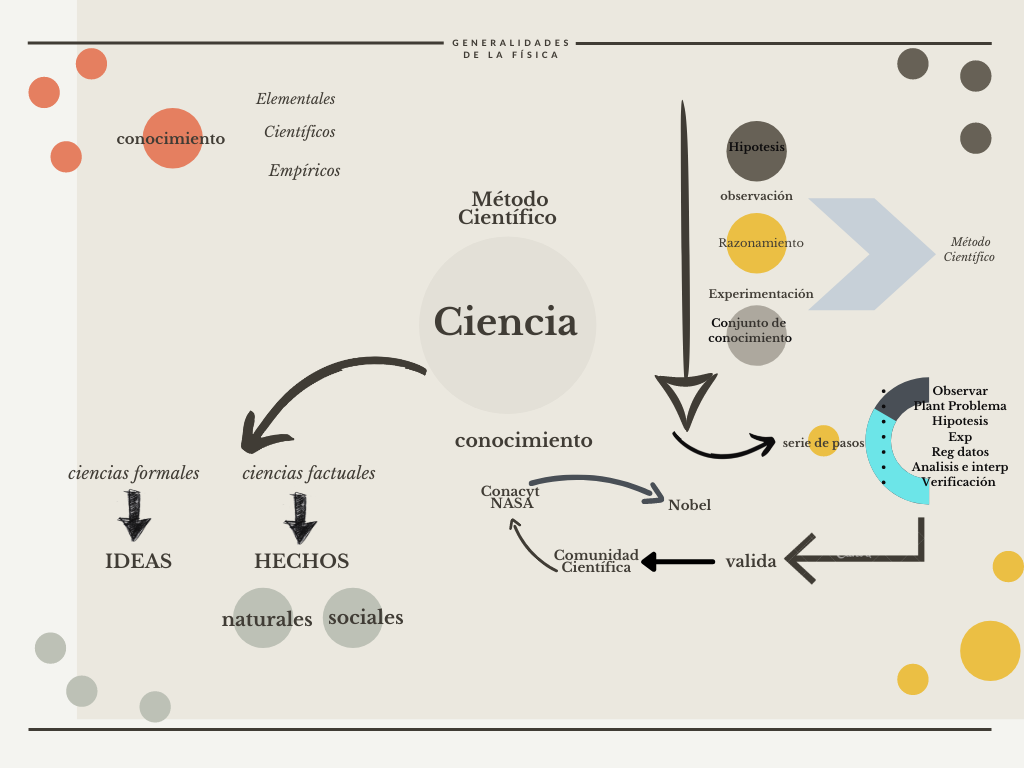 GENERALIDADES
DE LA FÍSICA
conocimiento
Elementales
Científicos
Empíricos
Método
Científico
Ciencia
conocimiento
Hipotesis
observación
Razonamiento
Experimentación
Conjunto de
conocimiento
Método
Científico
serie de pasos
Observar
Plant Problema
Hipotesis
Exp
Reg datos
Analisis e interp
Verificación
ciencias formales
IDEAS
ciencias factuales
HECHOS
naturales
sociales
Conacyt
NASA
Nobel
Comunidad
Científica
valida